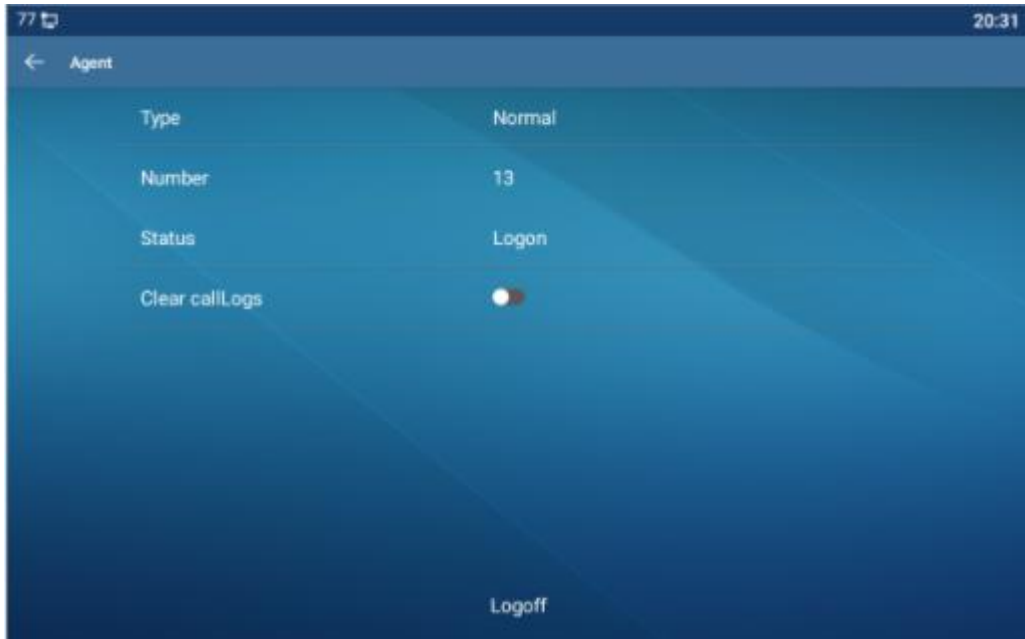 77 20:31
Agent
Type Normal
Number 13
Status Logon
Clear callLogs
Logoff